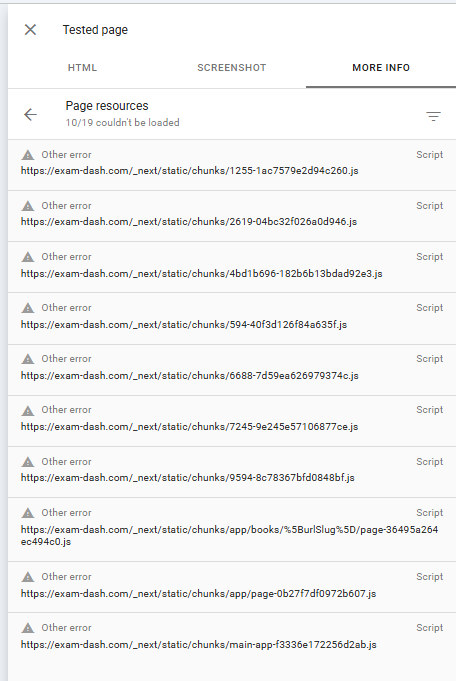 Tested page
HTML
SCREENSHOT
MORE INFO
Page resources
10/19 couldn't be loaded
Other error
Script
https://exam-dash.com/_next/static/chunks/1255-1ac7579e2d94c260.js
Other error
Script
https://exam-dash.com/_next/static/chunks/2619-04bc32f026a0d946.js
Other error
Script
https://exam-dash.com/_next/static/chunks/4bd1b696-182b6b13bdad92e3.js
Other error
Script
https://exam-dash.com/_next/static/chunks/594-40f3d126f84a635f.js
Other error
Script
https://exam-dash.com/_next/static/chunks/6688-7d59ea626979374c.js
Other error
Script
https://exam-dash.com/_next/static/chunks/7245-9e245e57106877ce.js
Other error
Script
https://exam-dash.com/_next/static/chunks/9594-8c78367bfd0848bf.js
Other error
Script
https://exam-dash.com/_next/static/chunks/app/books/%5BurlSlug%5D/page-36495a264
ec494c0.js
Other error
Script
https://exam-dash.com/_next/static/chunks/app/page-0b27f7df0972b607.js
Other error
Script
https://exam-dash.com/_next/static/chunks/main-app-f3336e172256d2ab.js